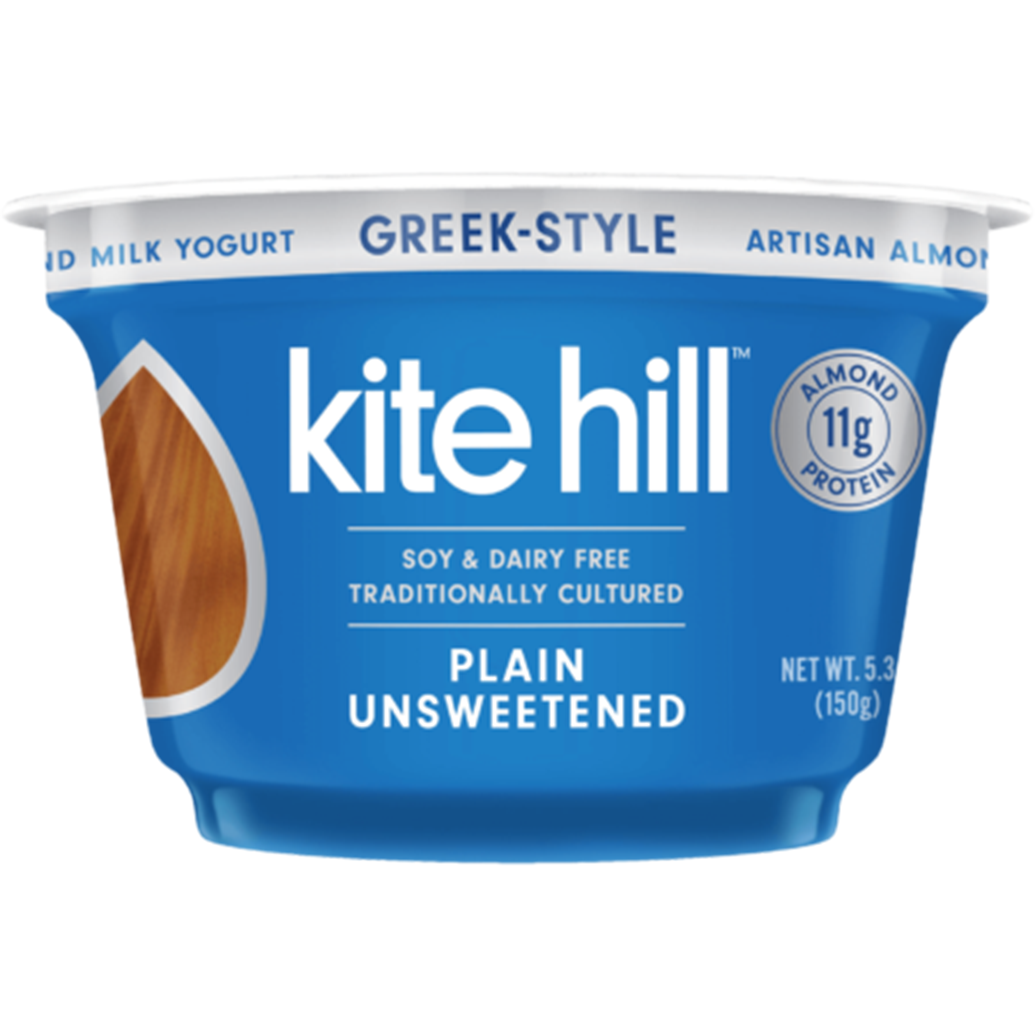 ND MILK YOGURT
GREEK-STYLE
ARTISAN ALMON
kite hill™
ALMOND
11g
PROTEIN
SOY & DAIRY FREE
TRADITIONALLY CULTURED
PLAIN
UNSWEETENED
NET WT. 5.3
(150g)